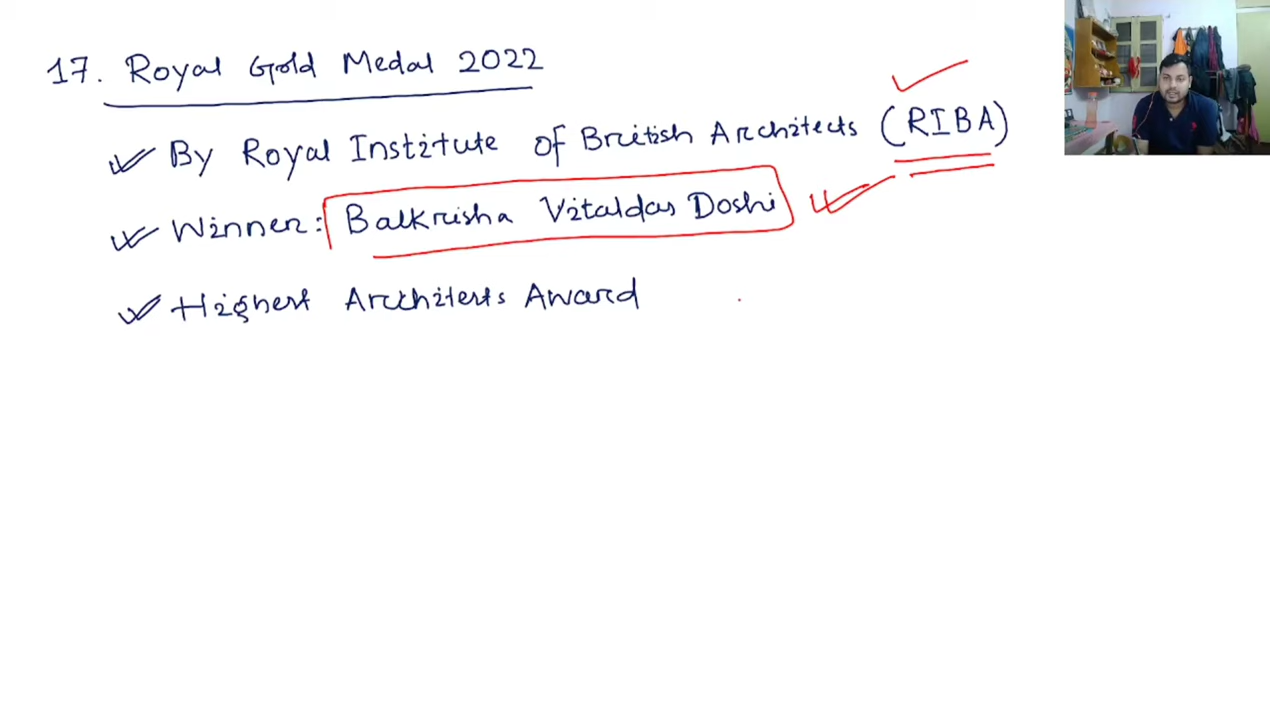 17. Royal Gold Medal 2022
By Royal Institute of British Architects (RIBA)
Winner: Balkrisha Vitaldas Doshi
Highest Architects Award